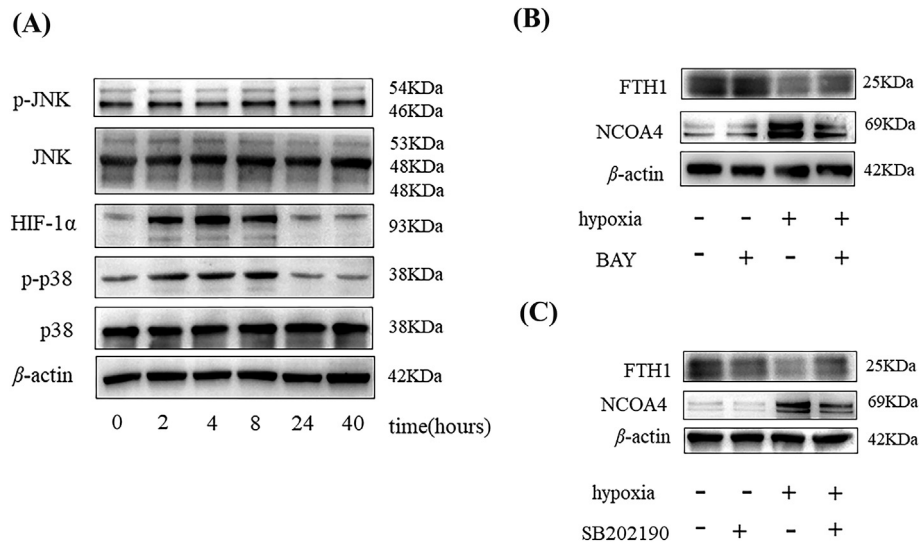 (A)
p-JNK 54KDa
46KDa
JNK 53KDa
48KDa
48KDa
HIF-1α 93KDa
p-p38 38KDa
p38 38KDa
β-actin 42KDa
0 2 4 8 24 40 time(hours)
(B)
FTH1 25KDa
NCOA4 69KDa
β-actin 42KDa
hypoxia - - + +
BAY - + - +
(C)
FTH1 25KDa
NCOA4 69KDa
β-actin 42KDa
hypoxia - - + +
SB202190 - + - +